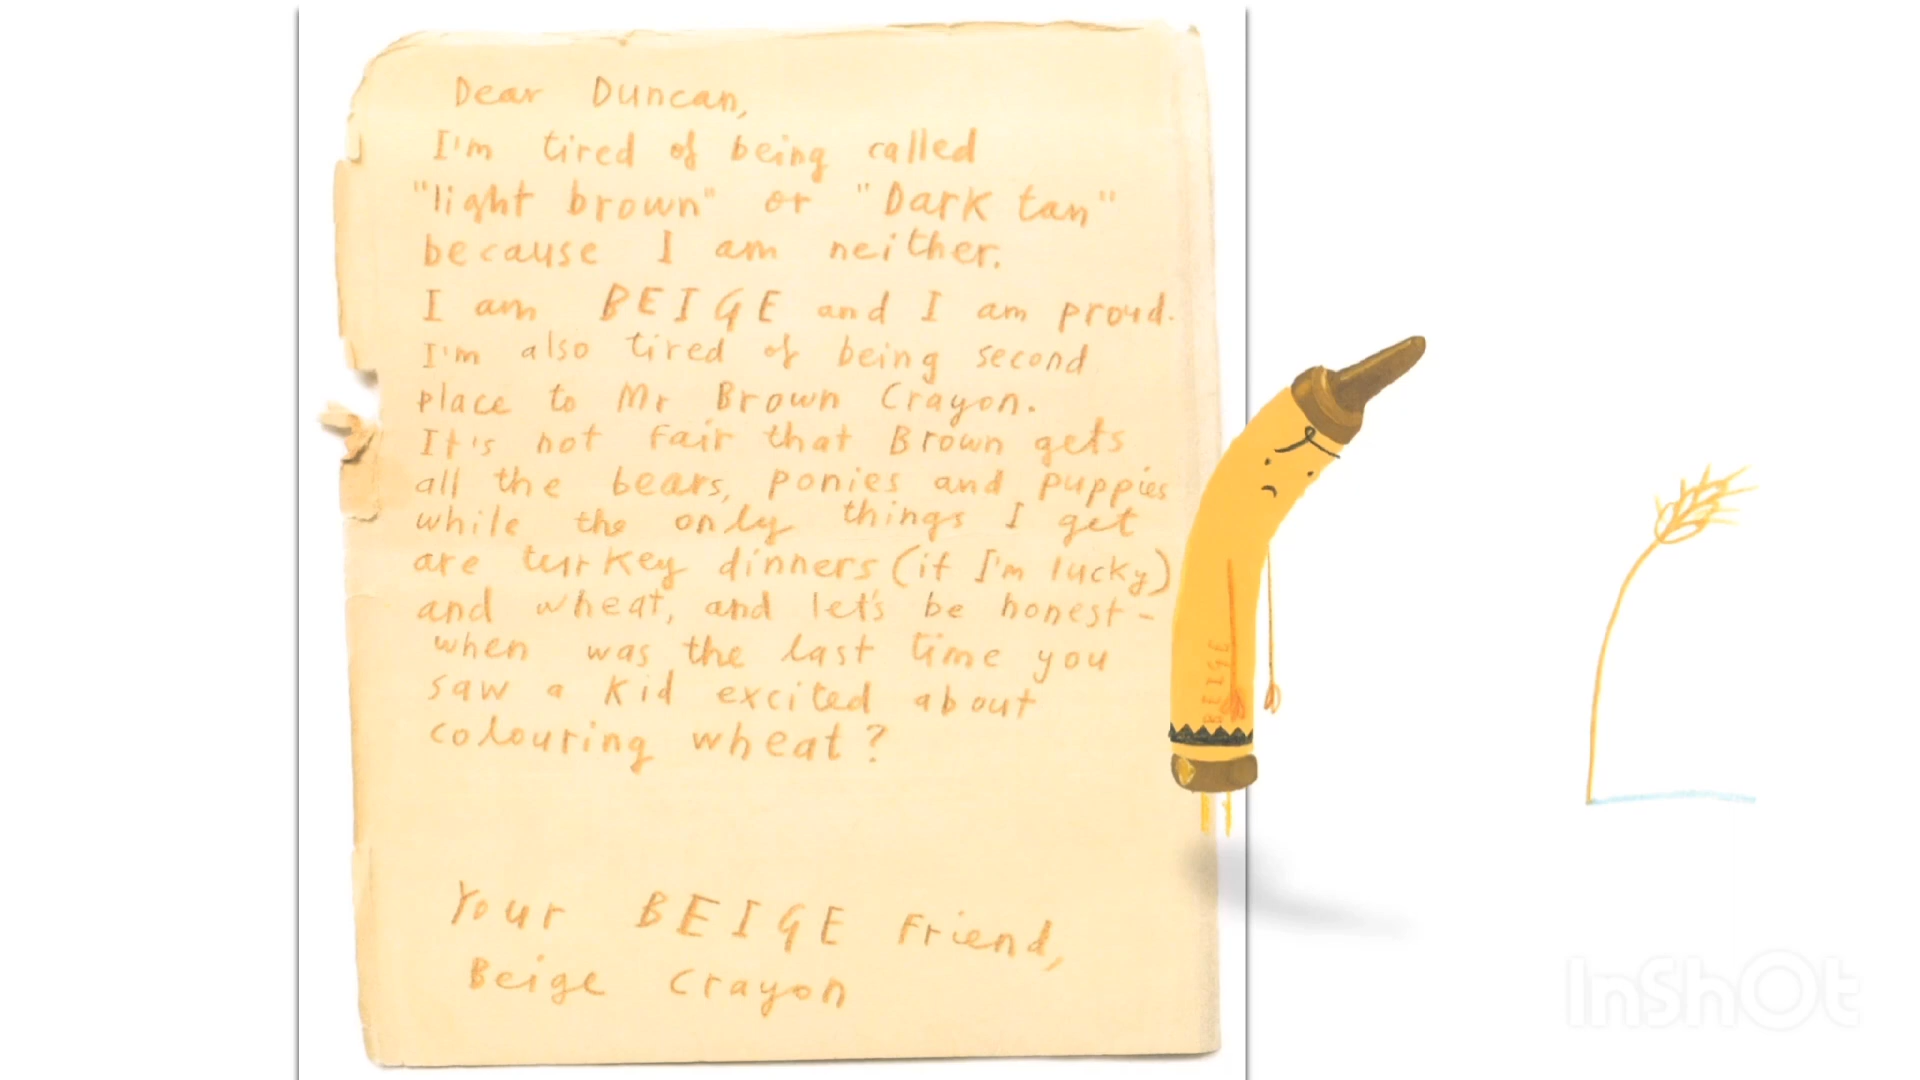 Dear Duncan,
I'm tired of being called
"light brown" or "Dark tan"
because I am neither.
I am BEIGE and I am proud.
I'm also tired of being second
place to Mr Brown Crayon.
It's not fair that Brown gets
all the bears, ponies and puppies
while the only things I get
are turkey dinners (if I'm lucky)
and wheat, and let's be honest-
when was the last time you
saw a kid excited about
colouring wheat?
Your BEIGE friend,
Beige Crayon
BEIGE
InShOt